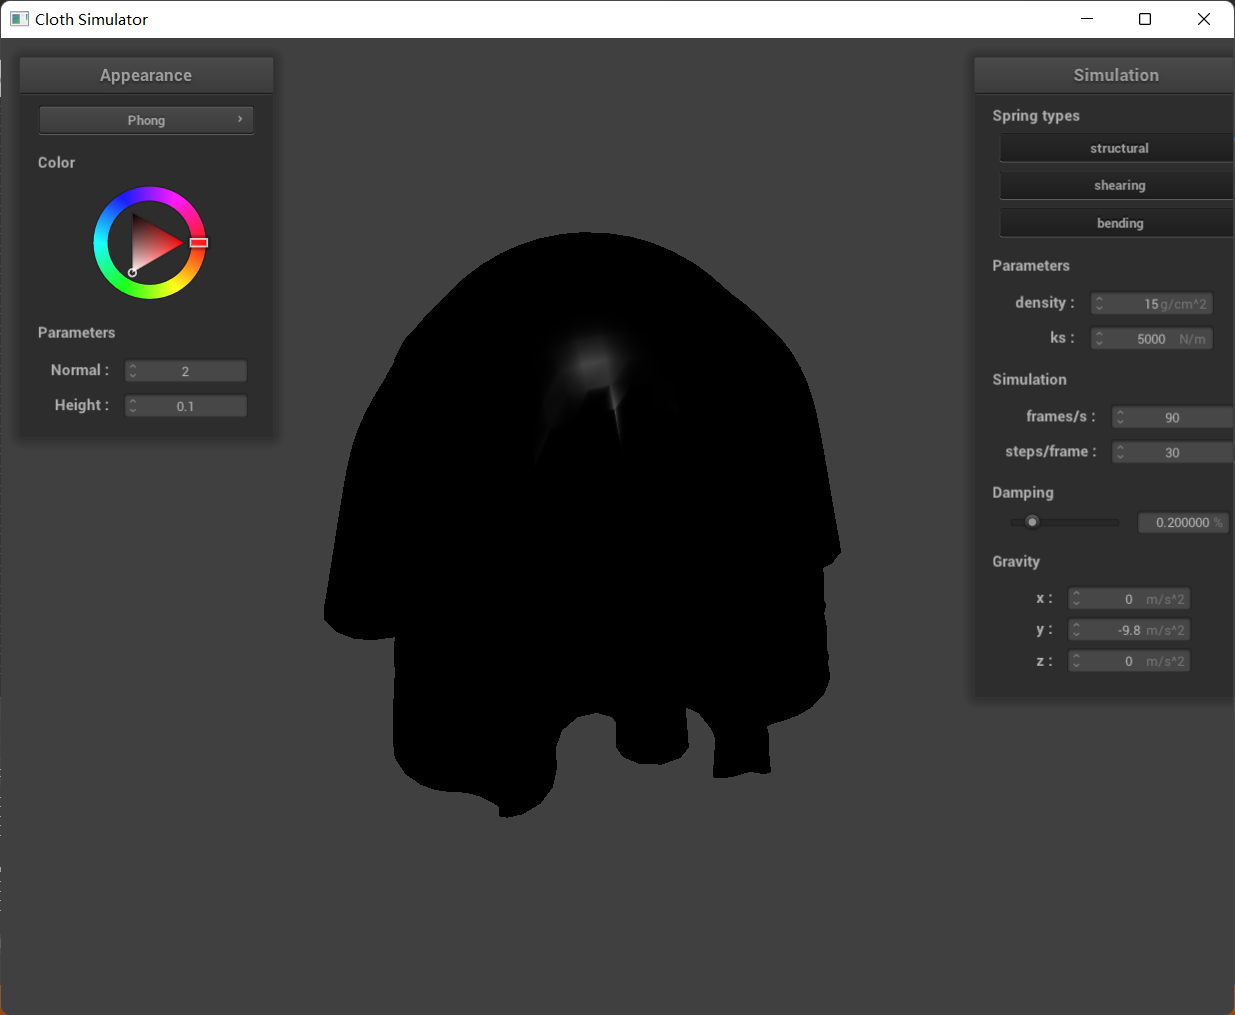 Cloth Simulator
Appearance
Phong
Color
Parameters
Normal : 2
Height : 0.1
Simulation
Spring types
structural
shearing
bending
Parameters
density : 15 g/cm^2
ks : 5000 N/m
Simulation
frames/s : 90
steps/frame : 30
Damping
0.200000 %
Gravity
x : 0 m/s^2
y : -9.8 m/s^2
z : 0 m/s^2